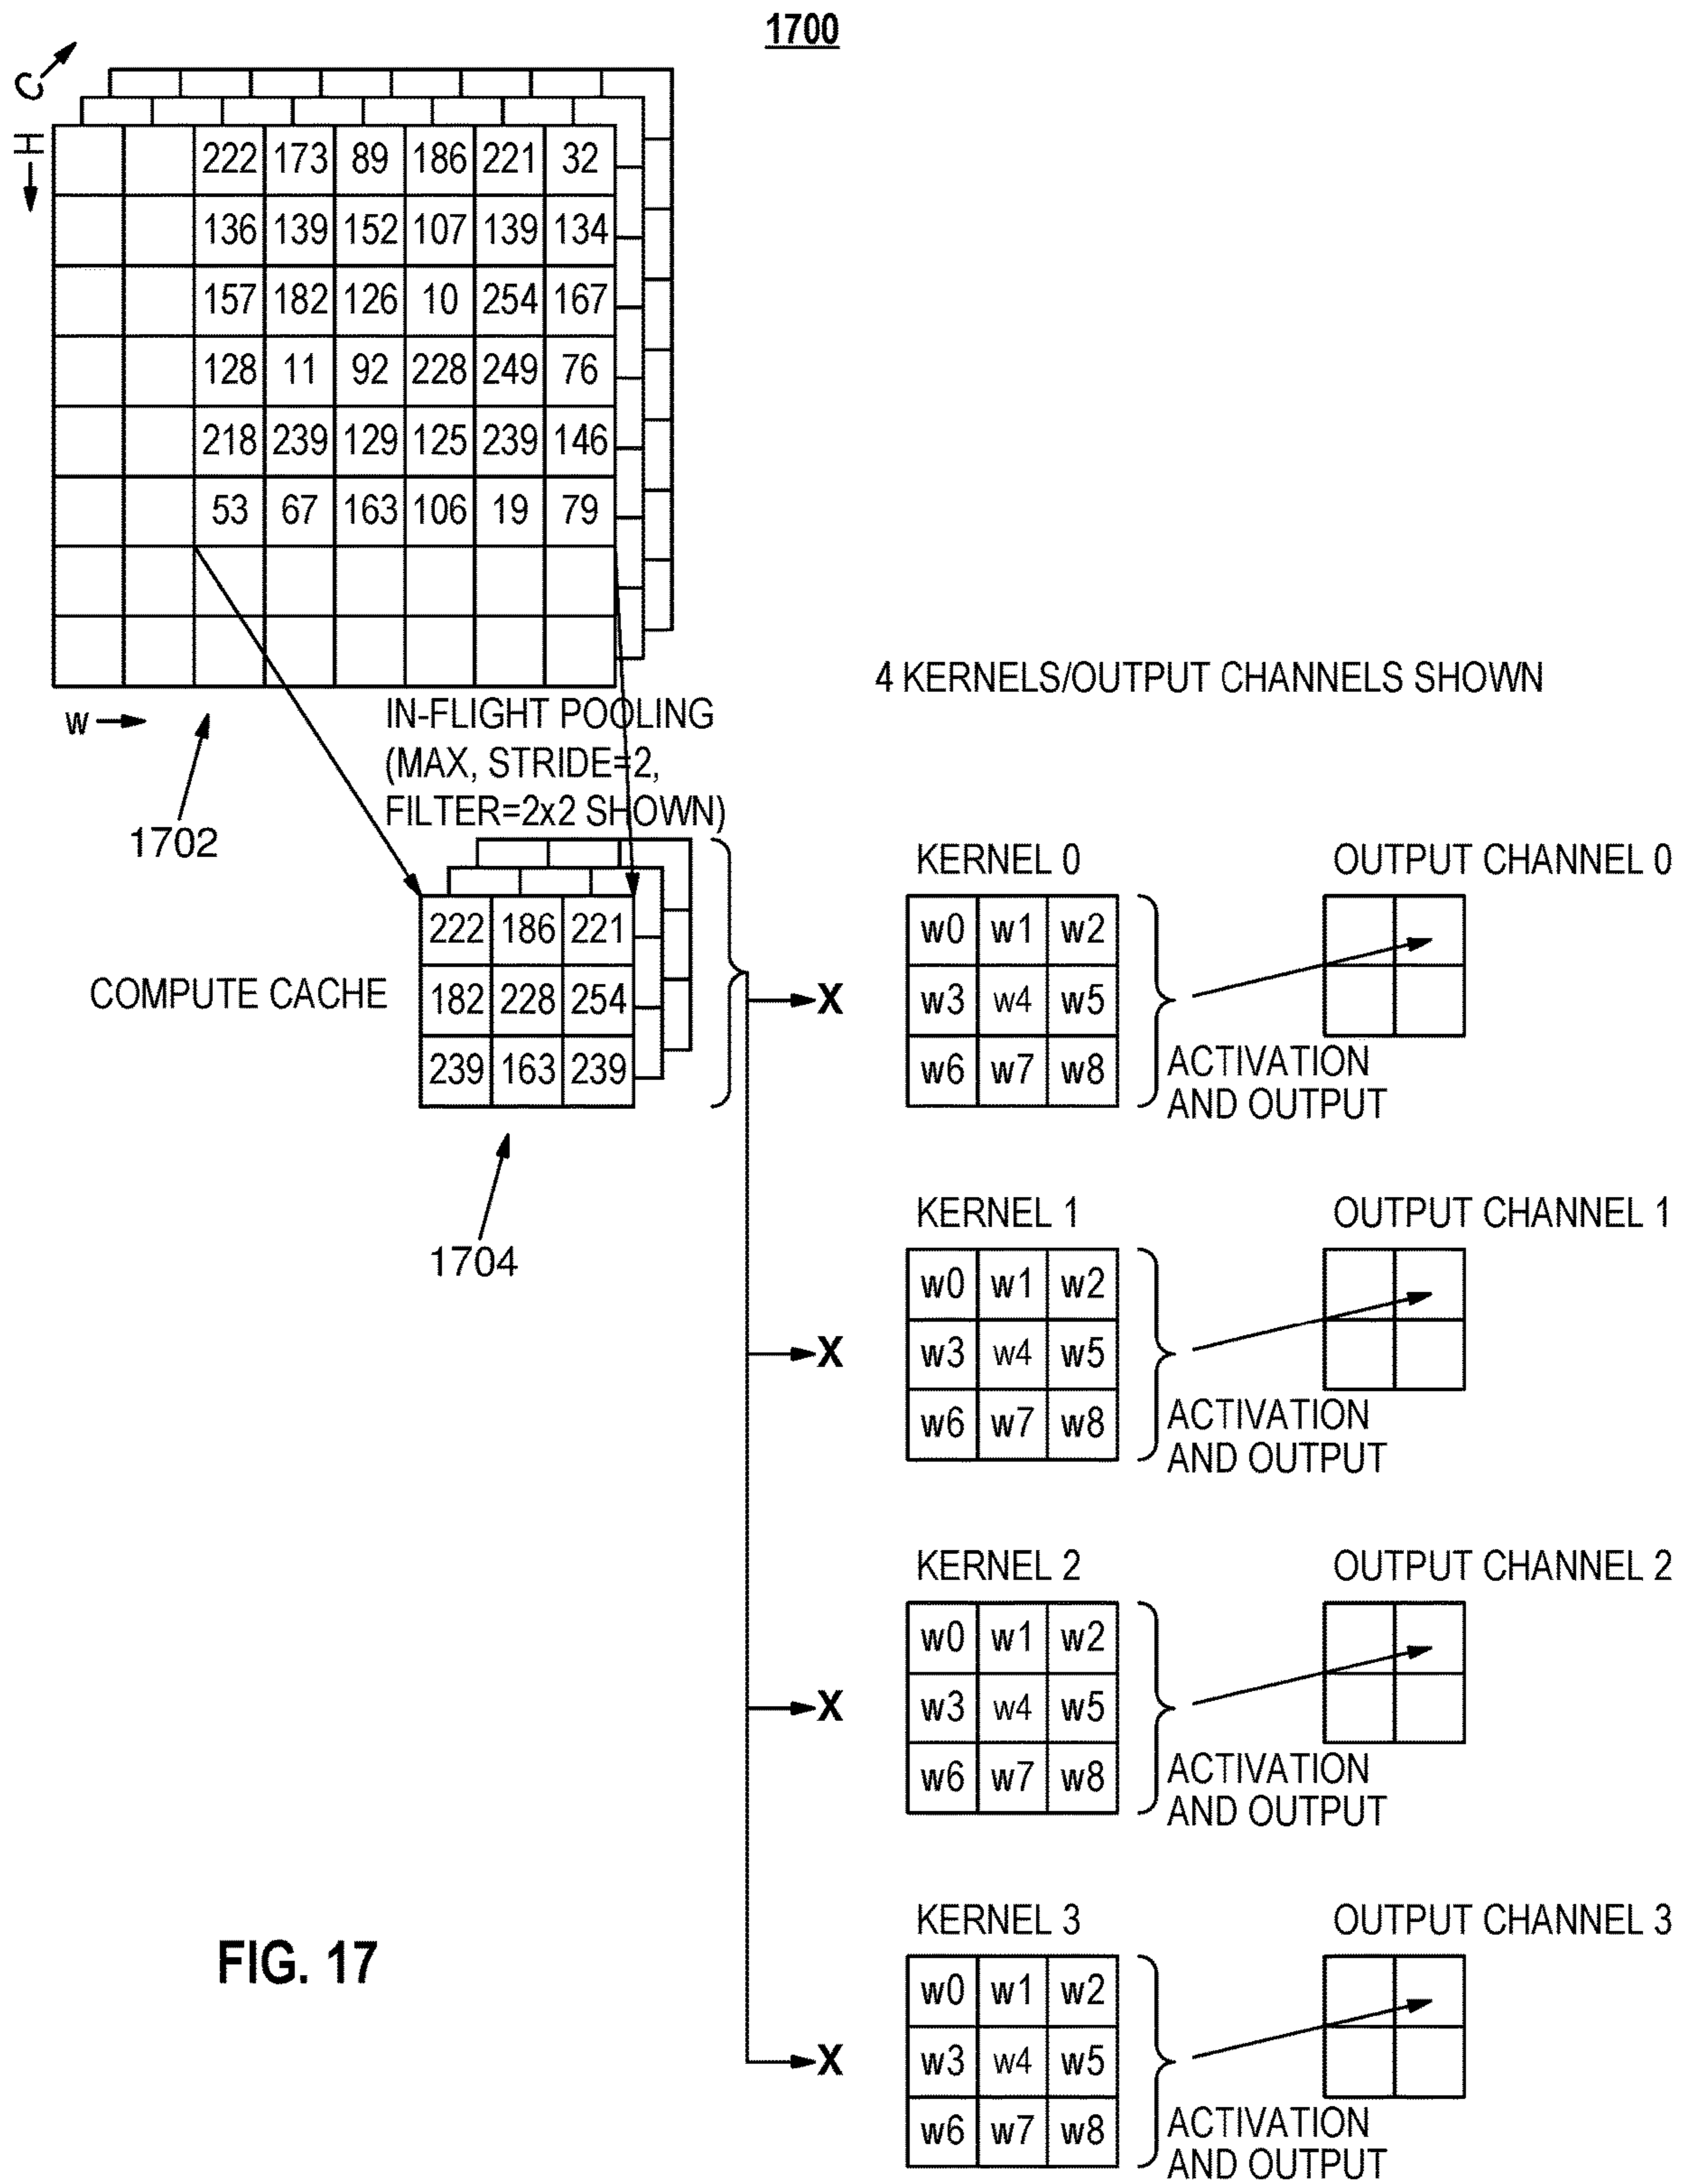 1700
C
H
222 173 89 186 221 32
136 139 152 107 139 134
157 182 126 10 254 167
128 11 92 228 249 76
218 239 129 125 239 146
53 67 163 106 19 79
W
1702
IN-FLIGHT POOLING
(MAX, STRIDE=2,
FILTER=2x2 SHOWN)
4 KERNELS/OUTPUT CHANNELS SHOWN
COMPUTE CACHE
222 186 221
182 228 254
239 163 239
1704
X
KERNEL 0
w0 w1 w2
w3 w4 w5
w6 w7 w8
ACTIVATION
AND OUTPUT
OUTPUT CHANNEL 0
X
KERNEL 1
w0 w1 w2
w3 w4 w5
w6 w7 w8
ACTIVATION
AND OUTPUT
OUTPUT CHANNEL 1
X
KERNEL 2
w0 w1 w2
w3 w4 w5
w6 w7 w8
ACTIVATION
AND OUTPUT
OUTPUT CHANNEL 2
X
KERNEL 3
w0 w1 w2
w3 w4 w5
w6 w7 w8
ACTIVATION
AND OUTPUT
OUTPUT CHANNEL 3
FIG. 17